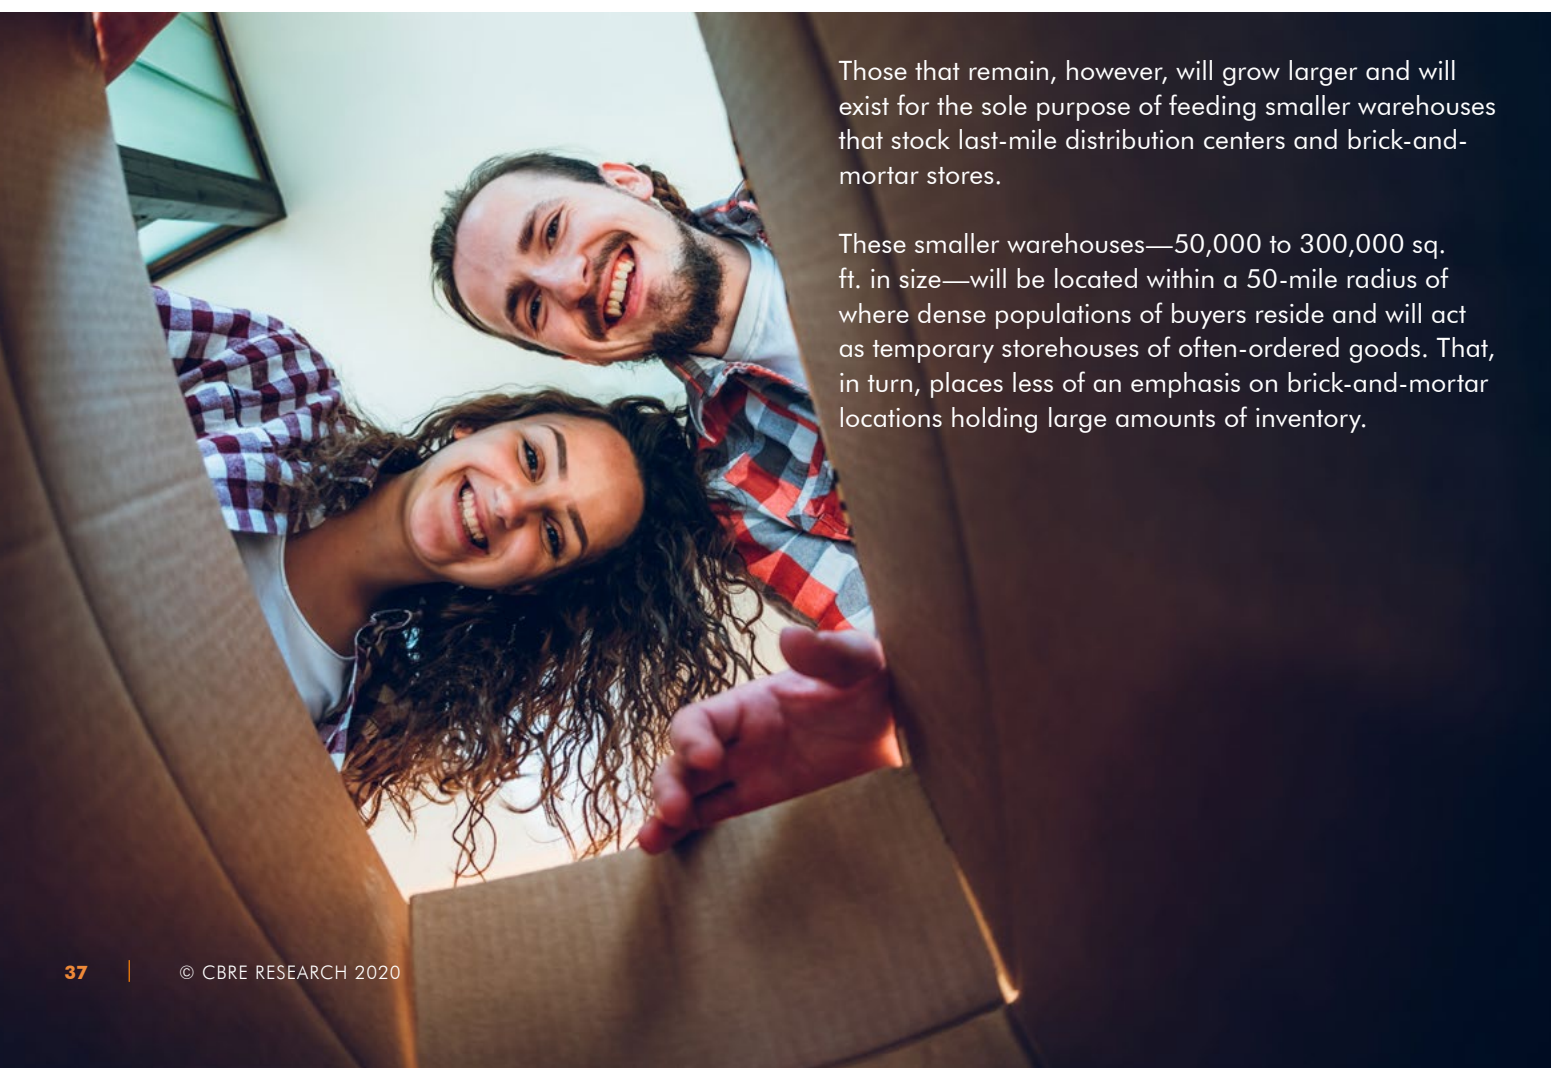 Those that remain, however, will grow larger and will
exist for the sole purpose of feeding smaller warehouses
that stock last-mile distribution centers and brick-and-
mortar stores.
These smaller warehouses—50,000 to 300,000 sq.
ft. in size—will be located within a 50-mile radius of
where dense populations of buyers reside and will act
as temporary storehouses of often-ordered goods. That,
in turn, places less of an emphasis on brick-and-mortar
locations holding large amounts of inventory.
37 | © CBRE RESEARCH 2020